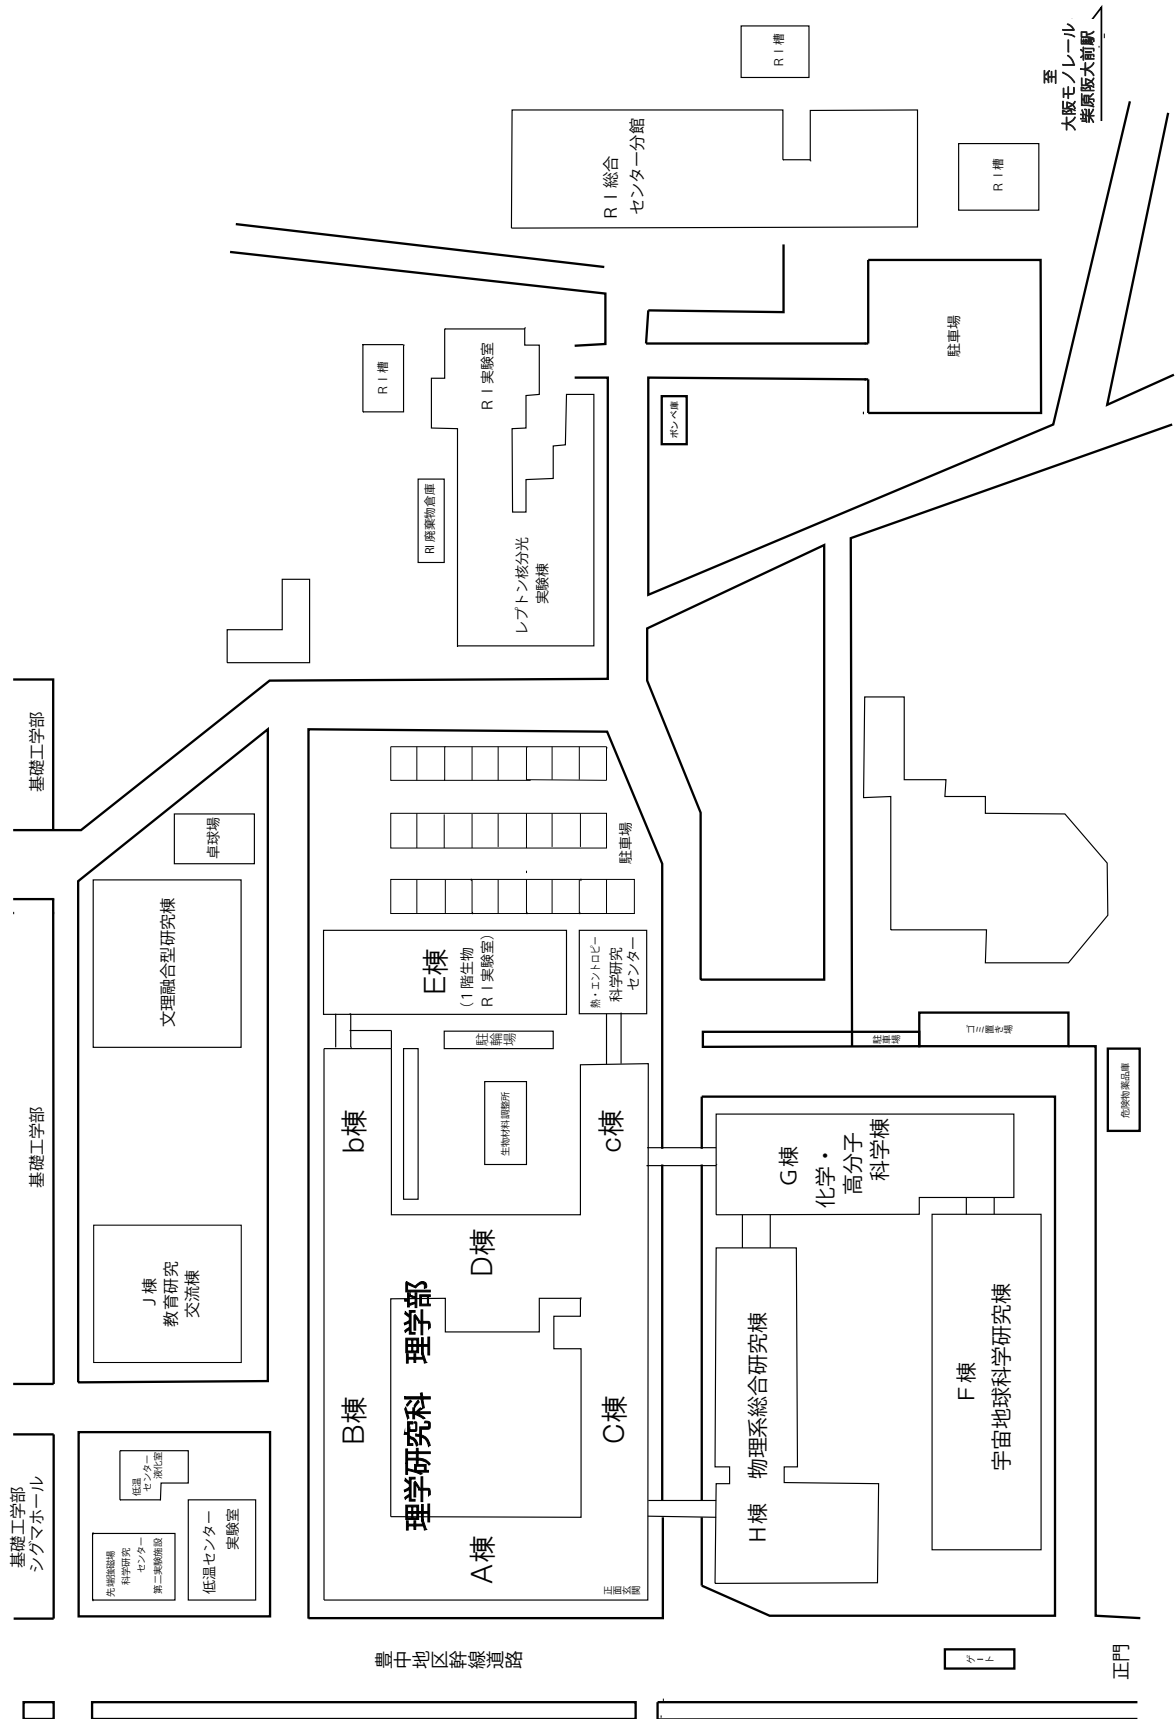 至
大阪モノレール
柴原阪大前駅
ＲＩ槽
ＲＩ総合
センター分館
ＲＩ槽
駐車場
ＲＩ槽
ＲＩ実験室
ボンベ庫
RI 廃棄物倉庫
レプトン核分光
実験棟
基礎工学部
卓球場
駐車場
文理融合型研究棟
Ｅ棟
（１階生物
ＲＩ実験室）
熱・エントロピー
科学研究
センター
駐輪場
駐車場
ゴミ置き場
危険物薬品庫
基礎工学部
ｂ棟
生物材料調整所
ｃ棟
Ｇ棟
化学・
高分子
科学棟
Ｊ棟
教育研究
交流棟
Ｄ棟
理学研究科　理学部
Ｂ棟
Ｃ棟
物理系総合研究棟
Ｈ棟
Ｆ棟
宇宙地球科学研究棟
基礎工学部
シグマホール
低温
センター
液化室
先端強磁場
科学研究
センター
第二実験施設
低温センター
実験室
Ａ棟
正面
玄関
豊中地区幹線道路
ゲート
正門